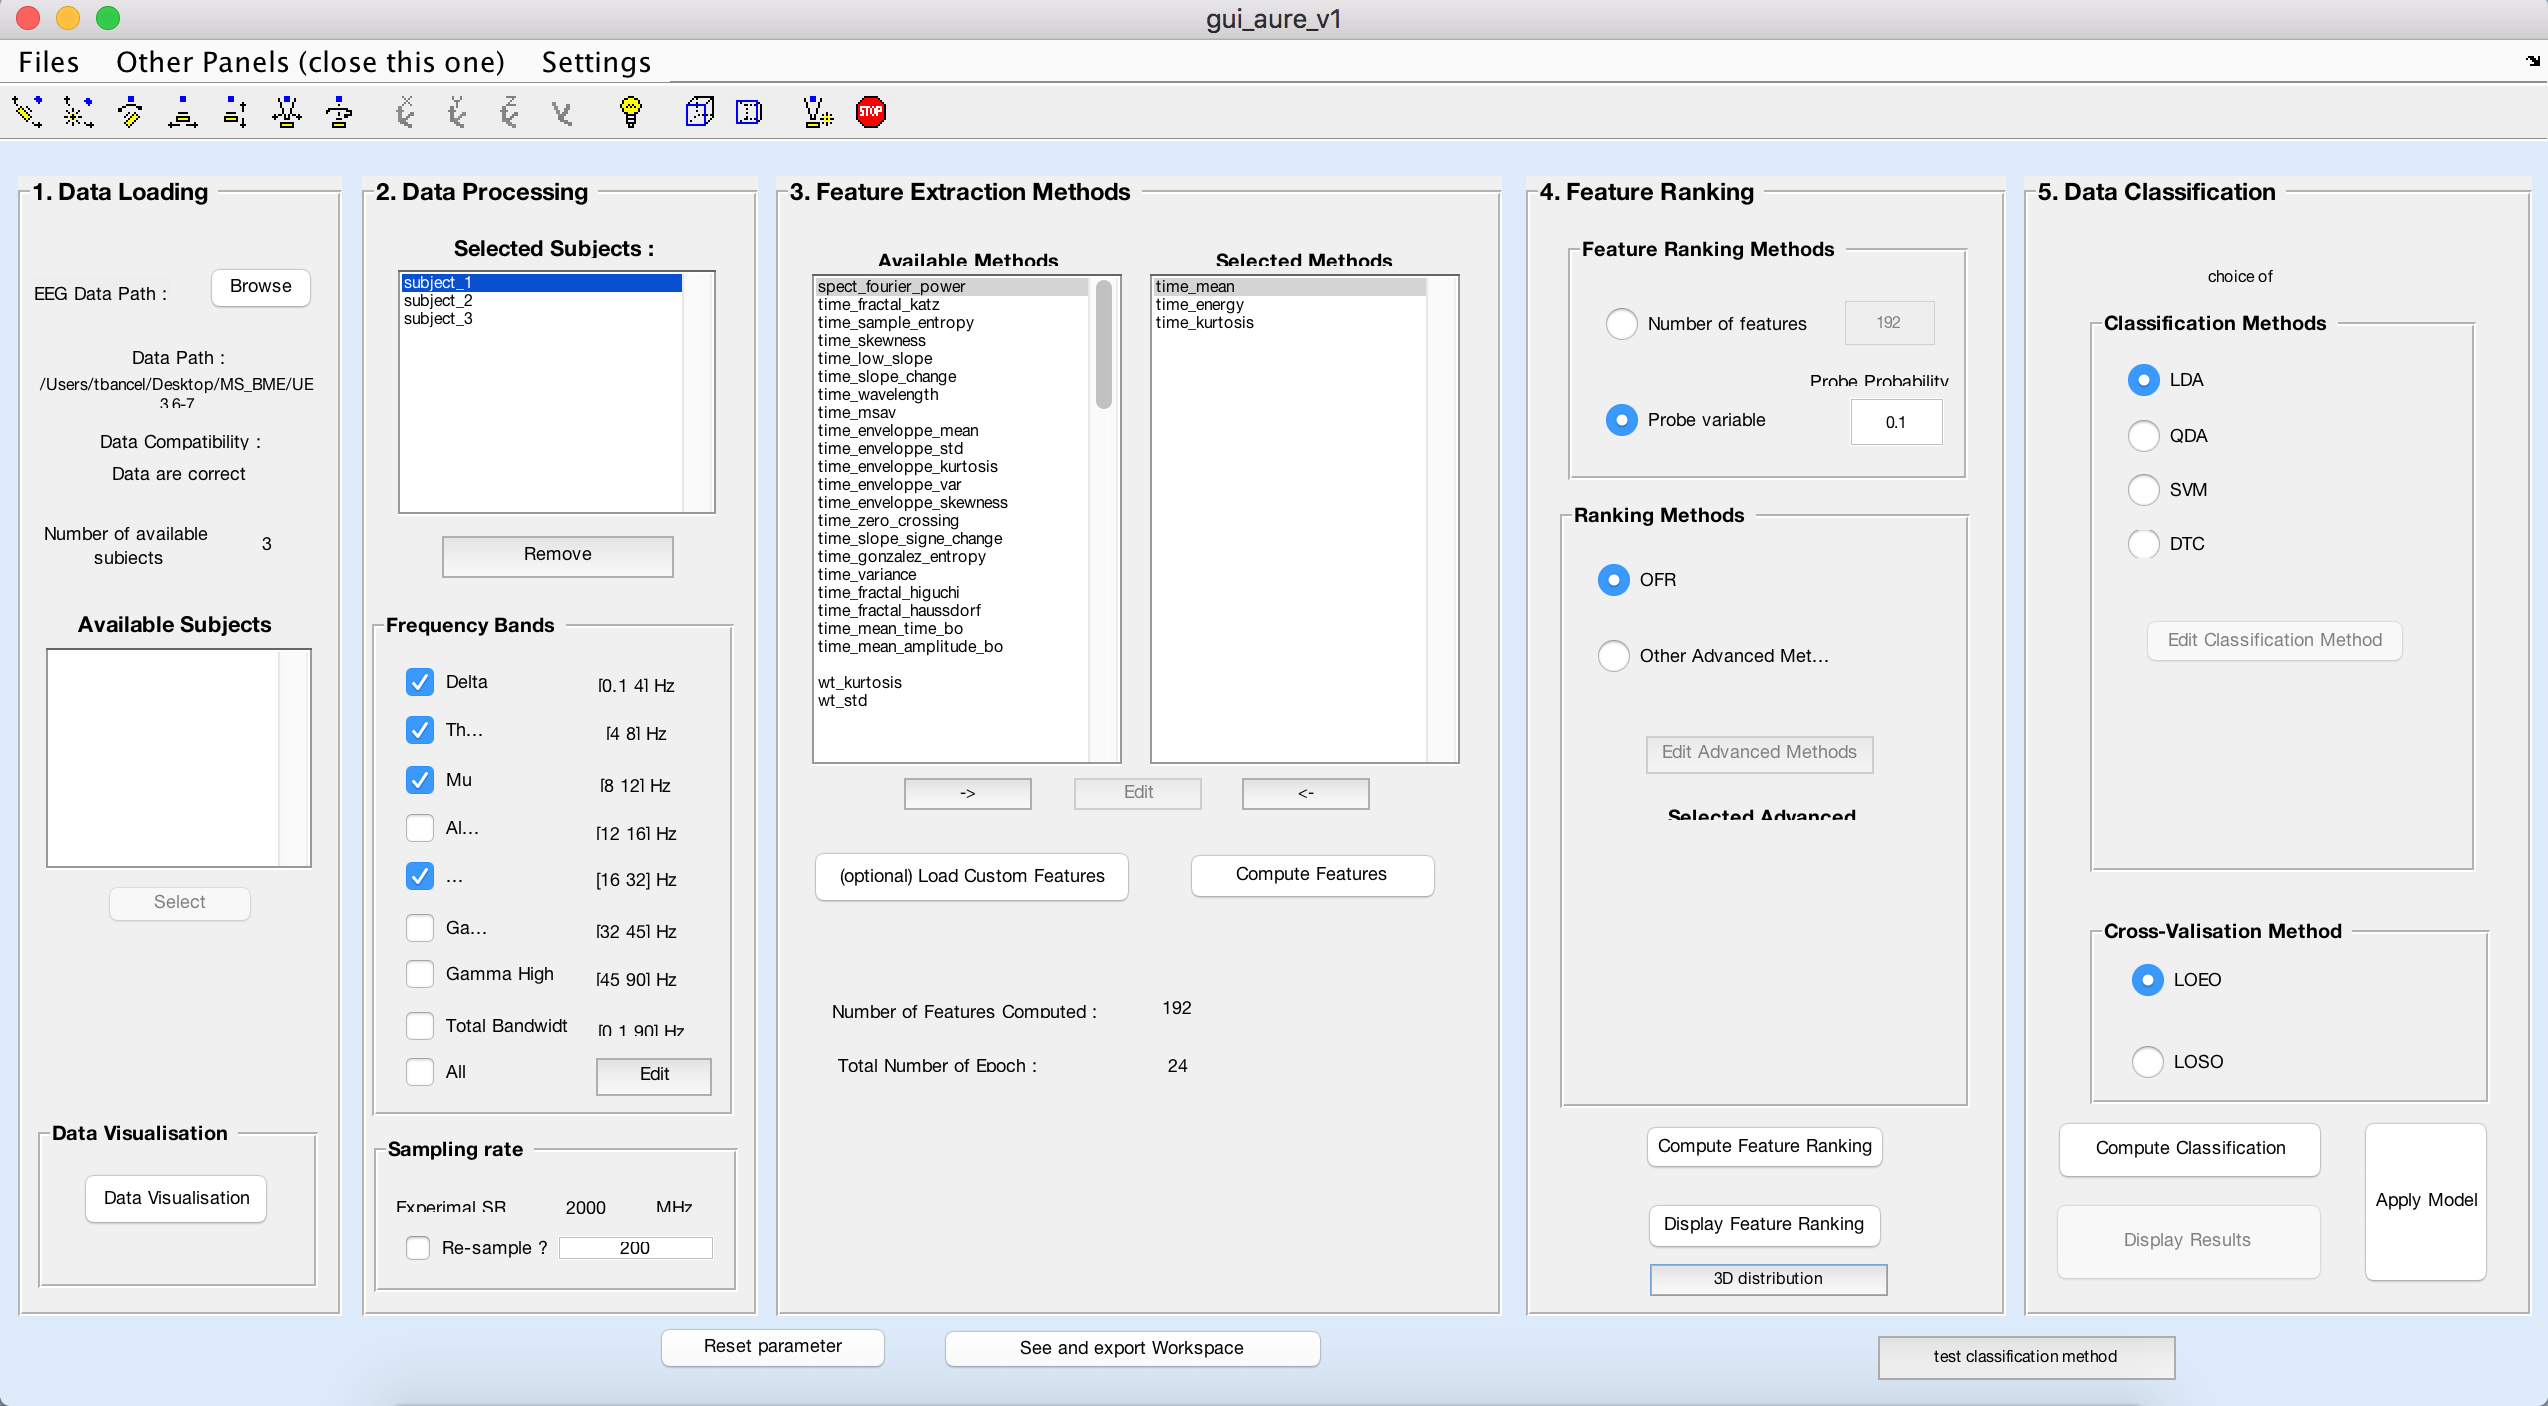 gui_aure_v1
Files Other Panels (close this one) Settings
STOP
1. Data Loading
EEG Data Path :
Browse
Data Path :
/Users/tbancel/Desktop/MS_BME/UE
3.6-7
Data Compatibility :
Data are correct
Number of available
subjects
3
Available Subjects
Select
Data Visualisation
Data Visualisation
2. Data Processing
Selected Subjects :
subject_1
subject_2
subject_3
Remove
Frequency Bands
Delta [0.1 4] Hz
Th... [4 8] Hz
Mu [8 12] Hz
Al... [12 16] Hz
... [16 32] Hz
Ga... [32 45] Hz
Gamma High [45 90] Hz
Total Bandwidt [0.1 90] Hz
All
Edit
Sampling rate
Experimal SR 2000 MHz
Re-sample ? 200
3. Feature Extraction Methods
Available Methods
spect_fourier_power
time_fractal_katz
time_sample_entropy
time_skewness
time_low_slope
time_slope_change
time_wavelength
time_msav
time_enveloppe_mean
time_enveloppe_std
time_enveloppe_kurtosis
time_enveloppe_var
time_enveloppe_skewness
time_zero_crossing
time_slope_signe_change
time_gonzalez_entropy
time_variance
time_fractal_higuchi
time_fractal_haussdorf
time_mean_time_bo
time_mean_amplitude_bo
wt_kurtosis
wt_std
Selected Methods
time_mean
time_energy
time_kurtosis
-> Edit <-
(optional) Load Custom Features
Compute Features
Number of Features Computed : 192
Total Number of Epoch : 24
4. Feature Ranking
Feature Ranking Methods
Number of features 192
Probe Probability
Probe variable 0.1
Ranking Methods
OFR
Other Advanced Met...
Edit Advanced Methods
Selected Advanced
Compute Feature Ranking
Display Feature Ranking
3D distribution
5. Data Classification
choice of
Classification Methods
LDA
QDA
SVM
DTC
Edit Classification Method
Cross-Valisation Method
LOEO
LOSO
Compute Classification
Display Results
Apply Model
Reset parameter
See and export Workspace
test classification method